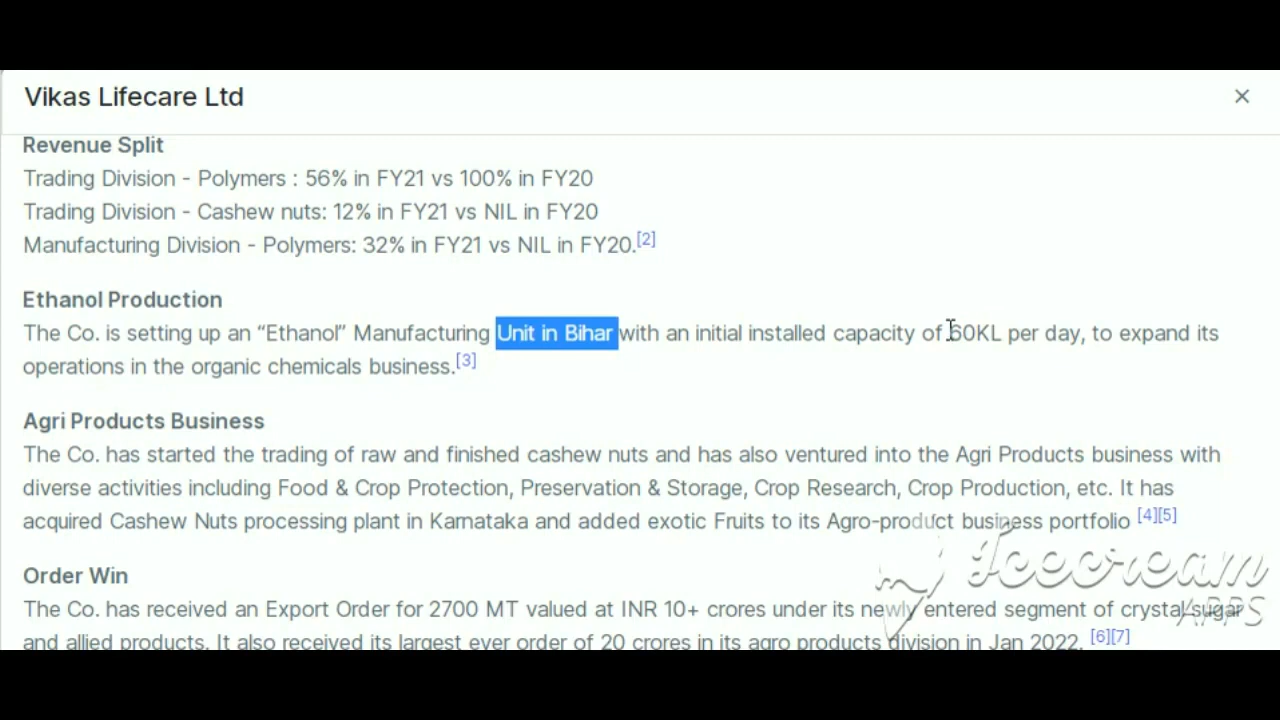 Vikas Lifecare Ltd
Revenue Split
Trading Division - Polymers : 56% in FY21 vs 100% in FY20
Trading Division - Cashew nuts: 12% in FY21 vs NIL in FY20
Manufacturing Division - Polymers: 32% in FY21 vs NIL in FY20.[2]
Ethanol Production
The Co. is setting up an “Ethanol” Manufacturing Unit in Bihar with an initial installed capacity of 60KL per day, to expand its
operations in the organic chemicals business.[3]
Agri Products Business
The Co. has started the trading of raw and finished cashew nuts and has also ventured into the Agri Products business with
diverse activities including Food & Crop Protection, Preservation & Storage, Crop Research, Crop Production, etc. It has
acquired Cashew Nuts processing plant in Karnataka and added exotic Fruits to its Agro-product business portfolio [4][5]
Order Win
The Co. has received an Export Order for 2700 MT valued at INR 10+ crores under its newly entered segment of crystal sugar
and allied products. It also received its largest ever order of 20 crores in its agro products division in Jan 2022. [6][7]
Icecream
APPS